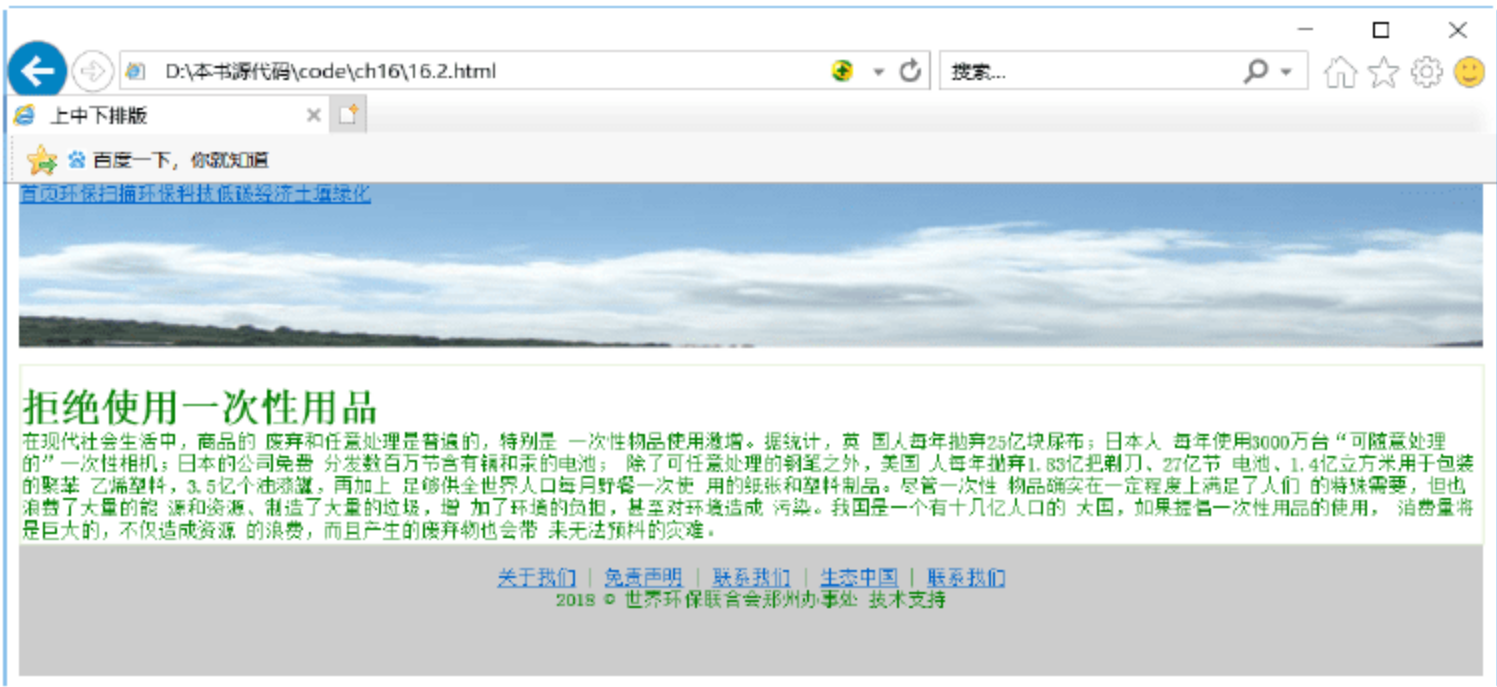 D:\本书源代码\code\ch16\16.2.html
搜索...
上中下排版
百度一下，你就知道
首页环保扫描环保科技低碳经济土壤绿化
拒绝使用一次性用品
在现代社会生活中，商品的 废弃和任意处理是普遍的，特别是 一次性物品使用激增。据统计，英 国人每年抛弃25亿块尿布；日本人 每年使用3000万台“可随意处理
的”一次性相机；日本的公司免费 分发数百万节含有镉和汞的电池； 除了可任意处理的钢笔之外，美国 人每年抛弃1.83亿把剃刀、27亿节 电池、1.4亿立方米用于包装
的聚苯 乙烯塑料，3.5亿个油漆罐，再加上 足够供全世界人口每月野餐一次使 用的纸张和塑料制品。尽管一次性 物品确实在一定程度上满足了人们 的特殊需要，但也
浪费了大量的能 源和资源、制造了大量的垃圾，增 加了环境的负担，甚至对环境造成 污染。我国是一个有十几亿人口的 大国，如果提倡一次性用品的使用， 消费量将
是巨大的，不仅造成资源 的浪费，而且产生的废弃物也会带 来无法预料的灾难。
关于我们 | 免责声明 | 联系我们 | 生态中国 | 联系我们
2018 © 世界环保联合会郑州办事处 技术支持